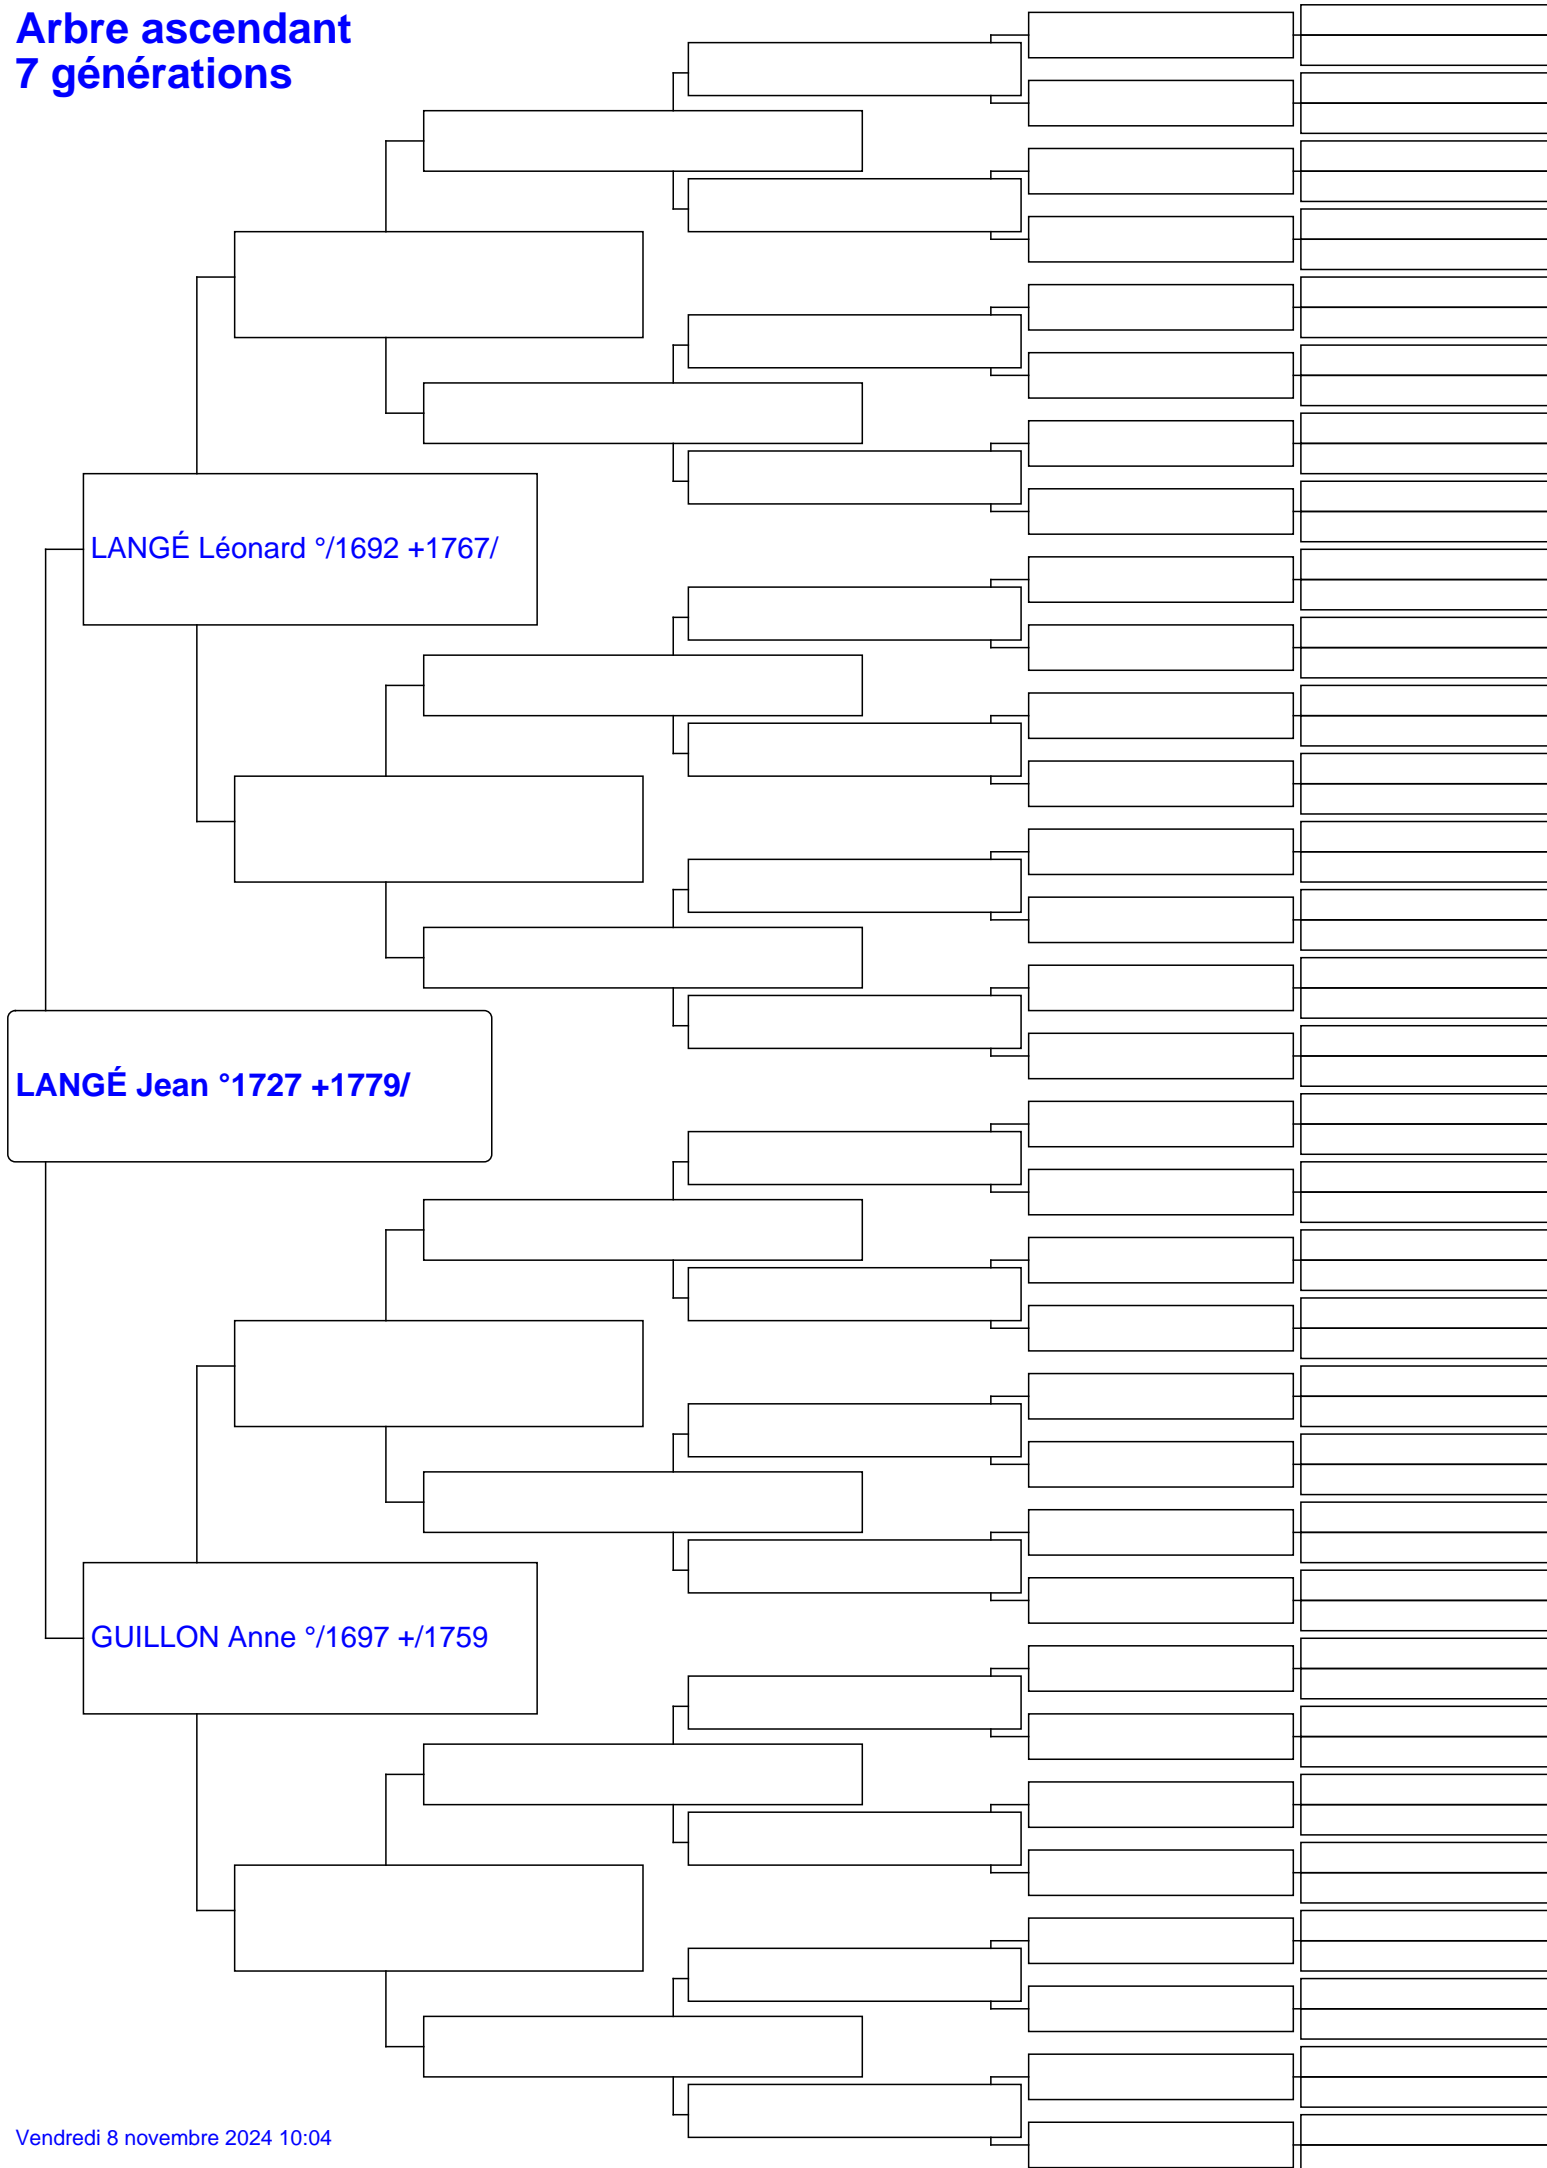 Arbre ascendant
7 générations
LANGÉ Léonard °/1692 +1767/
LANGÉ Jean °1727 +1779/
GUILLON Anne °/1697 +/1759
Vendredi 8 novembre 2024 10:04